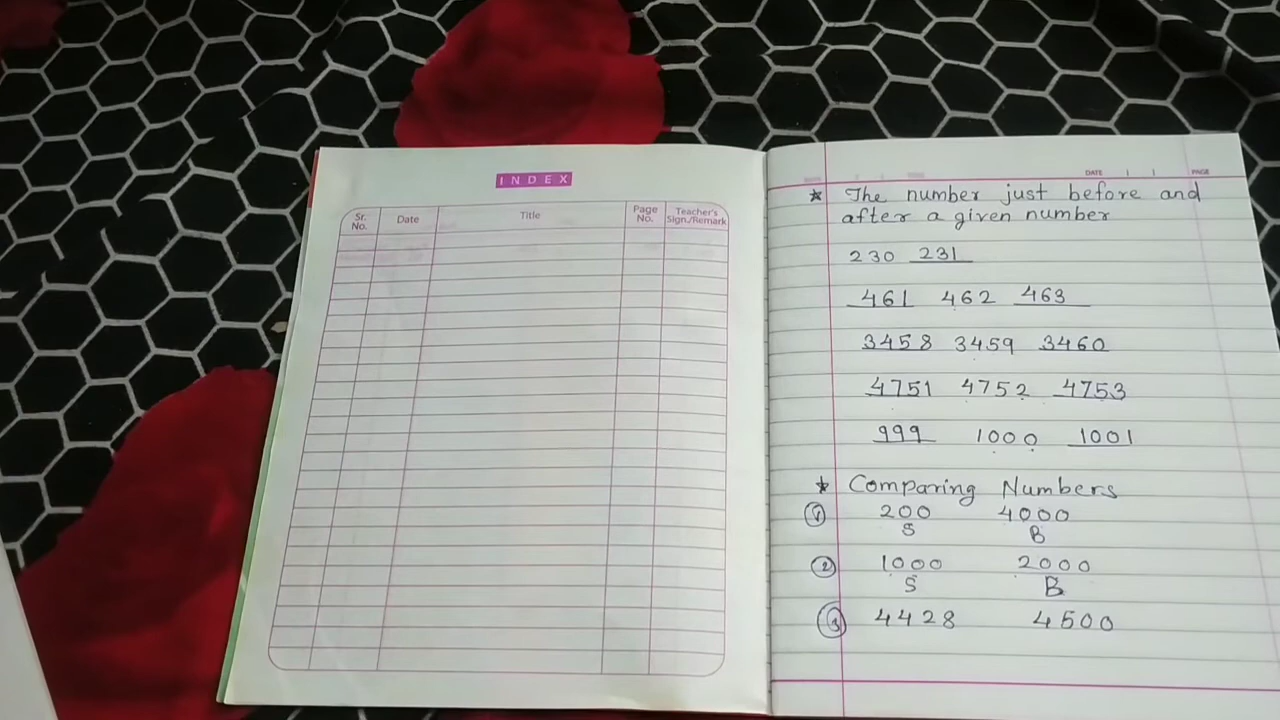 INDEX
Sr. No.
Date
Title
Page No.
Teacher's Sign./Remark
DATE
PAGE
★ The number just before and
after a given number
230 231
461 462 463
3458 3459 3460
4751 4752 4753
999 1000 1001
★ Comparing Numbers
① 200 4000
S B
② 1000 2000
S B
③ 4428 4500